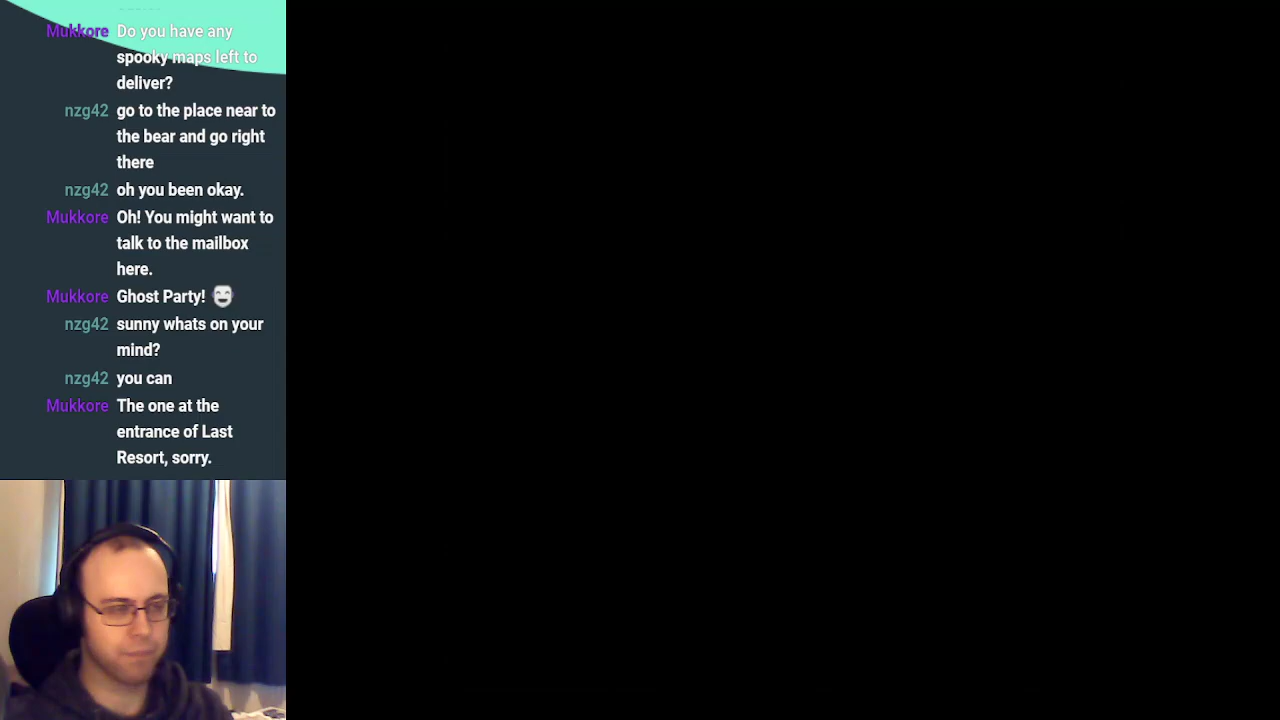 Mukkore Do you have any
spooky maps left to
deliver?
nzg42 go to the place near to
the bear and go right
there
nzg42 oh you been okay.
Mukkore Oh! You might want to
talk to the mailbox
here.
Mukkore Ghost Party!
nzg42 sunny whats on your
mind?
nzg42 you can
Mukkore The one at the
entrance of Last
Resort, sorry.